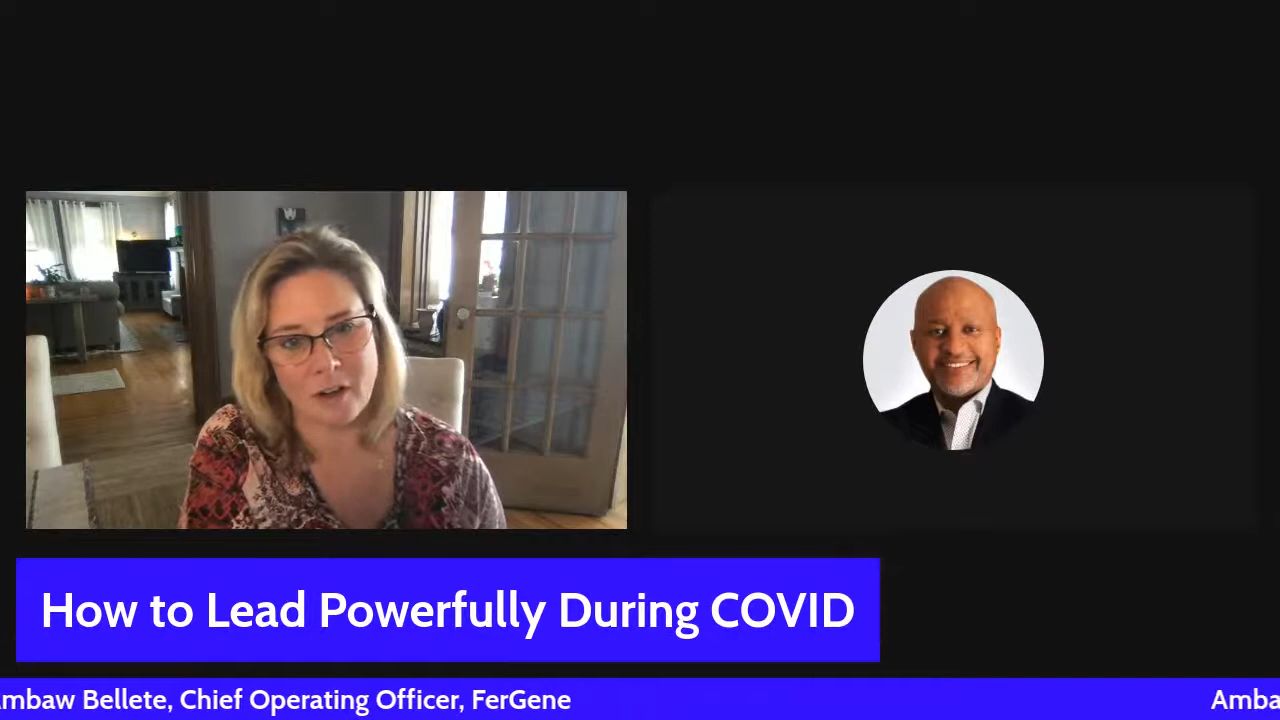 How to Lead Powerfully During COVID
mbaw Bellete, Chief Operating Officer, FerGene
Amba